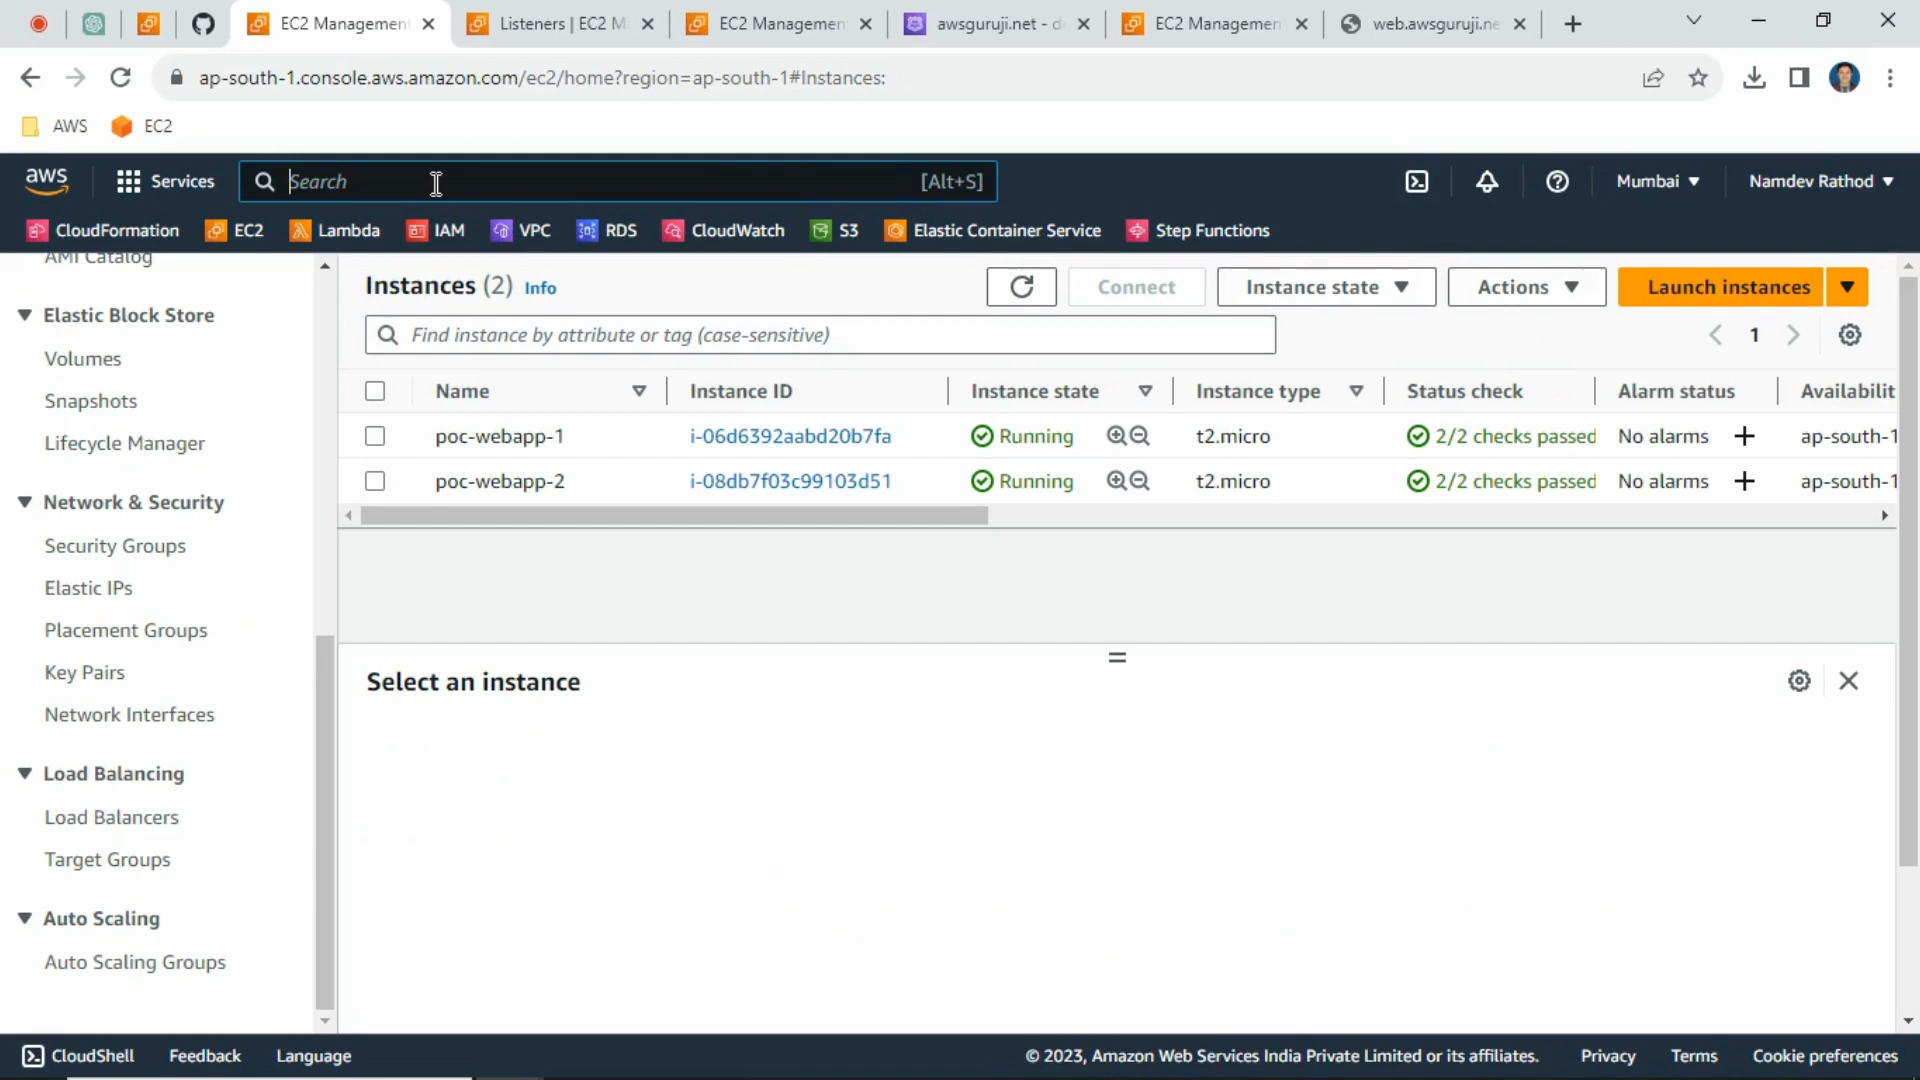 EC2 Management
Listeners | EC2 M
EC2 Managemen
awsguruji.net - d
EC2 Managemen
web.awsguruji.ne
ap-south-1.console.aws.amazon.com/ec2/home?region=ap-south-1#Instances:
AWS
EC2
aws
Services
Search
[Alt+S]
Mumbai
Namdev Rathod
CloudFormation
EC2
Lambda
IAM
VPC
RDS
CloudWatch
S3
Elastic Container Service
Step Functions
AMI Catalog
Elastic Block Store
Volumes
Snapshots
Lifecycle Manager
Network & Security
Security Groups
Elastic IPs
Placement Groups
Key Pairs
Network Interfaces
Load Balancing
Load Balancers
Target Groups
Auto Scaling
Auto Scaling Groups
Instances (2) Info
Connect
Instance state
Actions
Launch instances
Find instance by attribute or tag (case-sensitive)
1
Name Instance ID Instance state Instance type Status check Alarm status Availabilit
poc-webapp-1 i-06d6392aabd20b7fa Running t2.micro 2/2 checks passed No alarms ap-south-1
poc-webapp-2 i-08db7f03c99103d51 Running t2.micro 2/2 checks passed No alarms ap-south-1
Select an instance
CloudShell
Feedback
Language
© 2023, Amazon Web Services India Private Limited or its affiliates.
Privacy
Terms
Cookie preferences